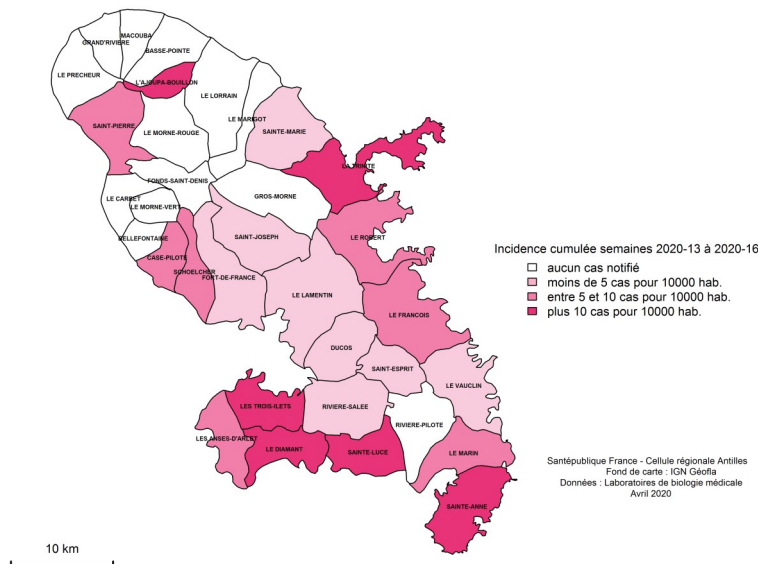 MACOUBA
GRAND'RIVIERE
BASSE-POINTE
LE PRECHEUR
L'AJOUPA-BOUILLON
LE LORRAIN
LE MARIGOT
SAINT-PIERRE
LE MORNE-ROUGE
SAINTE-MARIE
LA TRINITE
FONDS-SAINT-DENIS
GROS-MORNE
LE CARBET
LE MORNE-VERT
BELLEFONTAINE
SAINT-JOSEPH
LE ROBERT
CASE-PILOTE
SCHOELCHER
FORT-DE-FRANCE
LE LAMENTIN
LE FRANCOIS
DUCOS
SAINT-ESPRIT
LE VAUCLIN
LES TROIS-ILETS
RIVIERE-SALEE
RIVIERE-PILOTE
LES ANSES-D'ARLET
LE DIAMANT
SAINTE-LUCE
LE MARIN
SAINTE-ANNE
Incidence cumulée semaines 2020-13 à 2020-16
aucun cas notifié
moins de 5 cas pour 10000 hab.
entre 5 et 10 cas pour 10000 hab.
plus 10 cas pour 10000 hab.
Santépublique France - Cellule régionale Antilles
Fond de carte : IGN Géofla
Données : Laboratoires de biologie médicale
Avril 2020
10 km